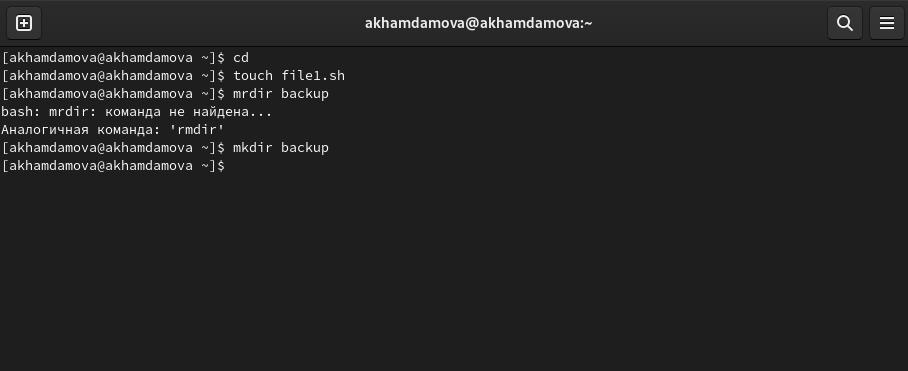 akhamdamova@akhamdamova:~
[akhamdamova@akhamdamova ~]$ cd
[akhamdamova@akhamdamova ~]$ touch file1.sh
[akhamdamova@akhamdamova ~]$ mrdir backup
bash: mrdir: команда не найдена...
Аналогичная команда: 'rmdir'
[akhamdamova@akhamdamova ~]$ mkdir backup
[akhamdamova@akhamdamova ~]$